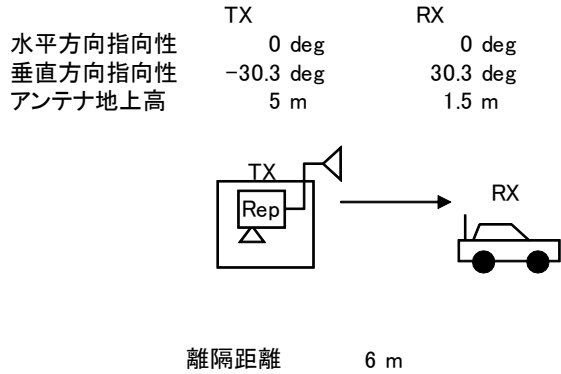 TX RX
水平方向指向性 0 deg 0 deg
垂直方向指向性 -30.3 deg 30.3 deg
アンテナ地上高 5 m 1.5 m
TX
Rep
RX
離隔距離 6 m